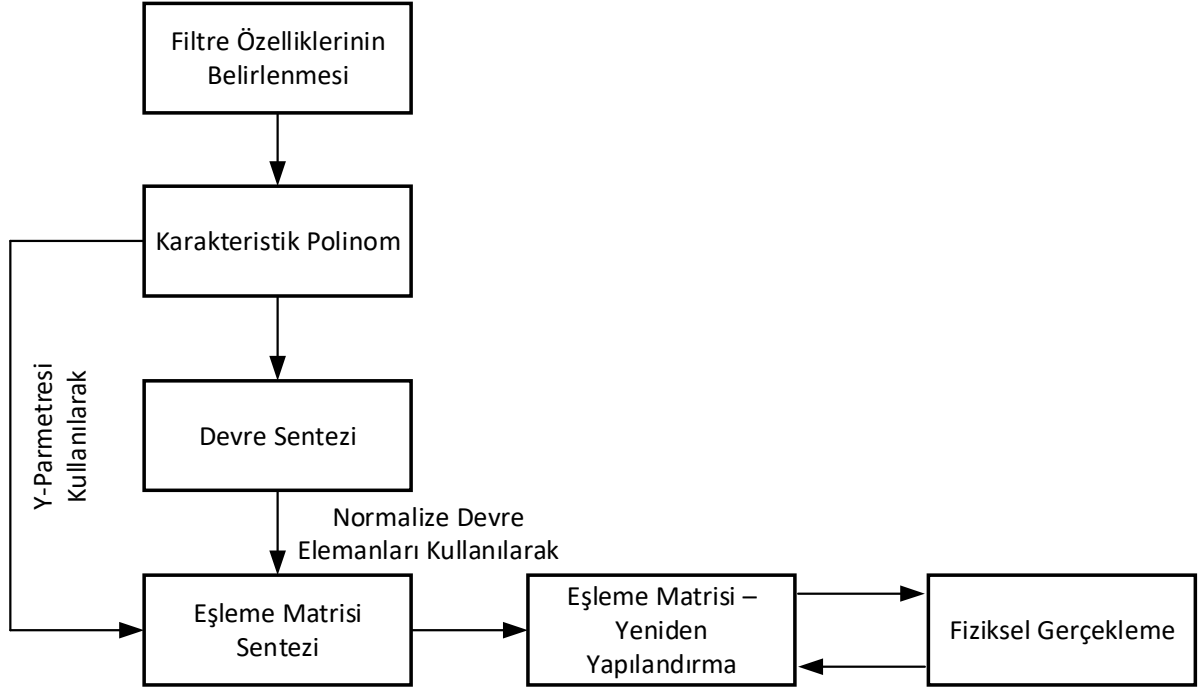 Filtre Özelliklerinin
Belirlenmesi
Karakteristik Polinom
Y-Parmetresi
Kullanılarak
Devre Sentezi
Normalize Devre
Elemanları Kullanılarak
Eşleme Matrisi
Sentezi
Eşleme Matrisi –
Yeniden
Yapılandırma
Fiziksel Gerçekleme